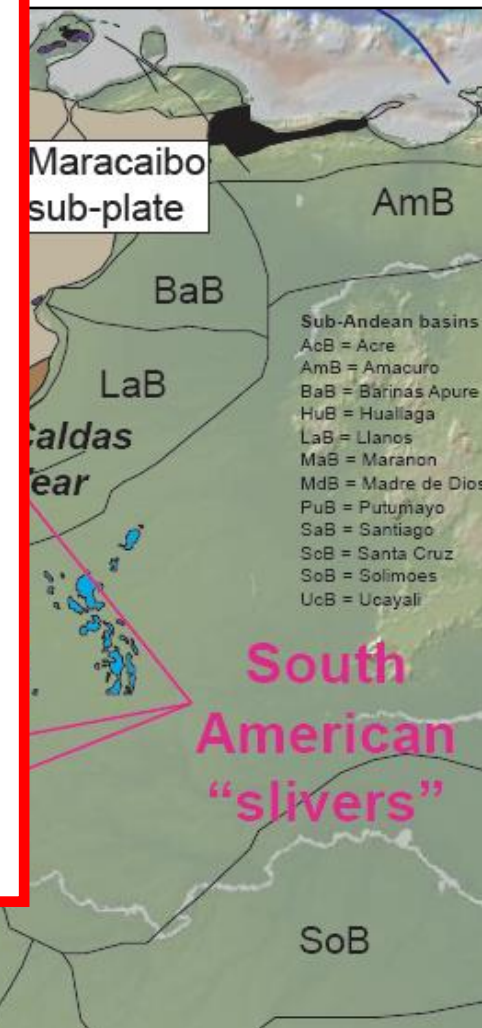 Maracaibo
sub-plate
AmB
BaB
Sub-Andean basins
AcB = Acre
AmB = Amacuro
BaB = Barinas Apure
HuB = Huallaga
LaB = Llanos
MaB = Maranon
MdB = Madre de Dios
PuB = Putumayo
SaB = Santiago
ScB = Santa Cruz
SoB = Solimoes
UcB = Ucayali
LaB
aldas
ear
South
American
“slivers”
SoB